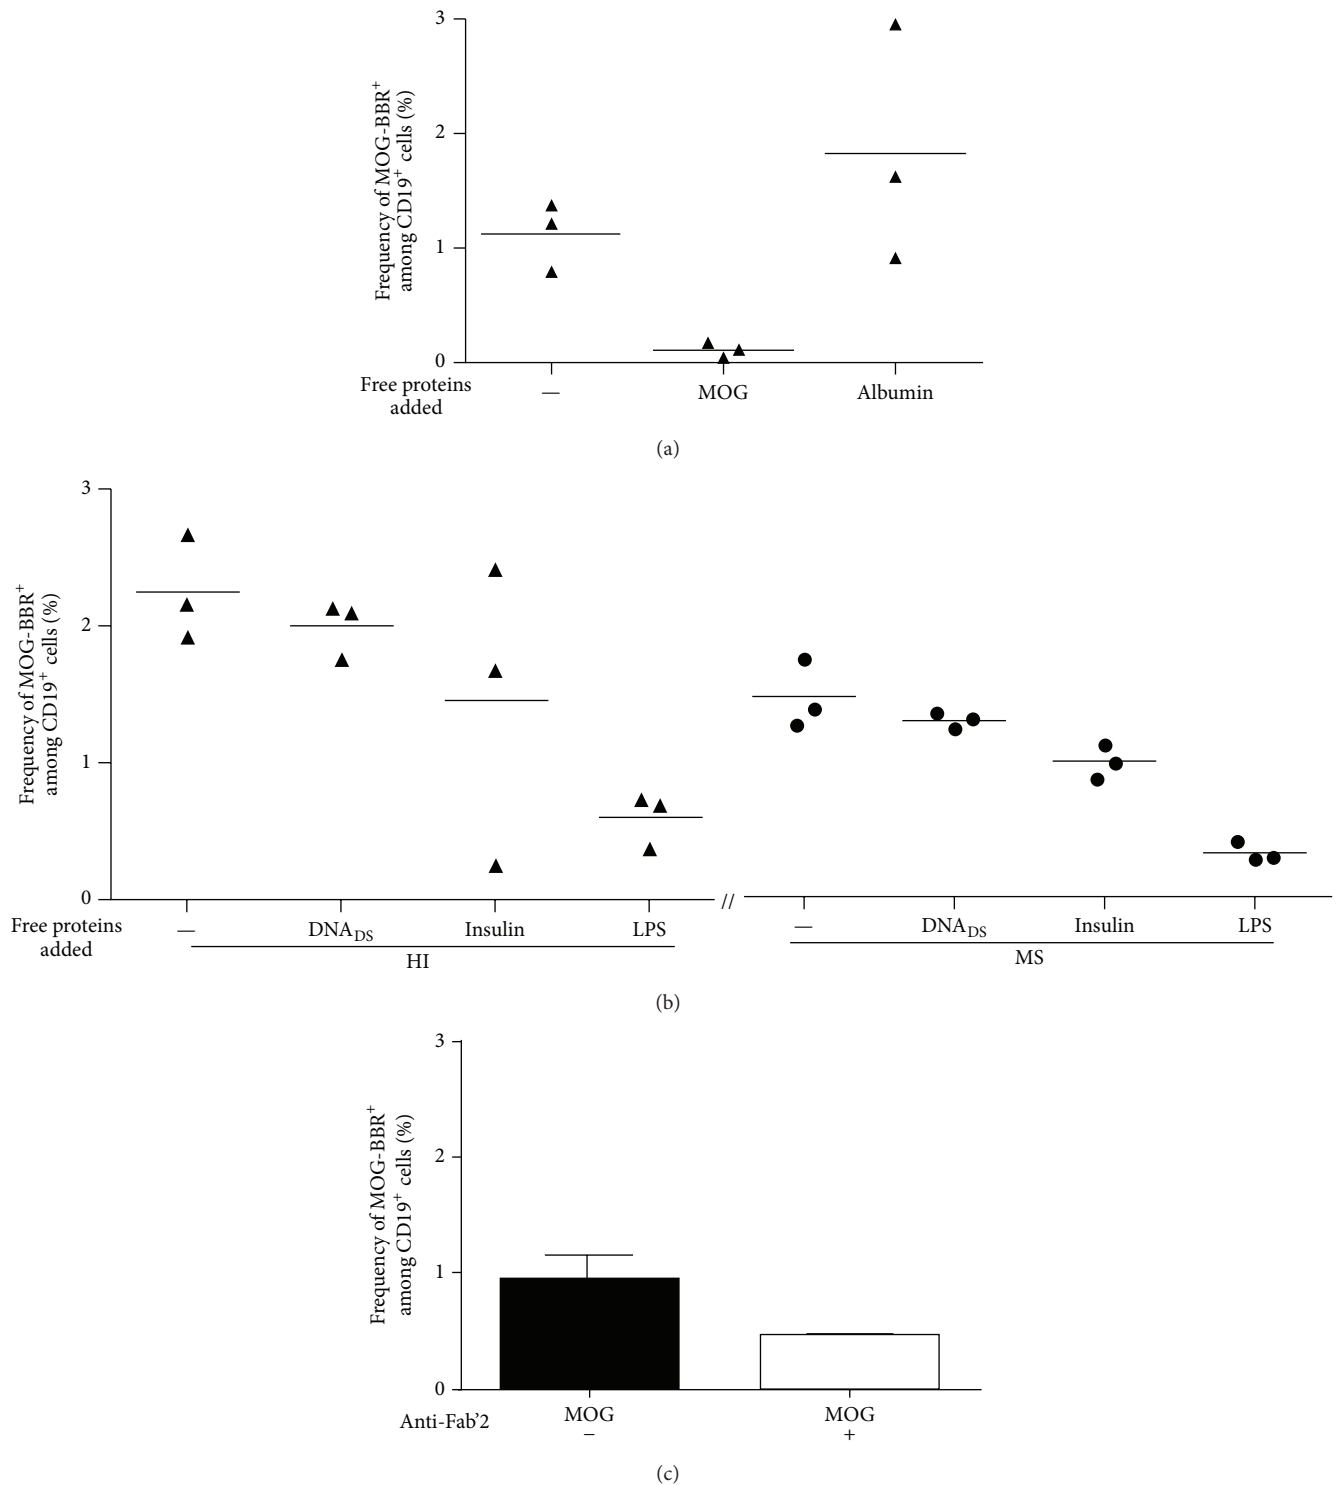 3
2
1
0
Frequency of MOG-BBR⁺
among CD19⁺ cells (%)
Free proteins
added
— MOG Albumin
(a)
3
2
1
0
Frequency of MOG-BBR⁺
among CD19⁺ cells (%)
//
Free proteins
added
— DNA_DS Insulin LPS — DNA_DS Insulin LPS
HI MS
(b)
3
2
1
0
Frequency of MOG-BBR⁺
among CD19⁺ cells (%)
Anti-Fab'2
MOG MOG
− +
(c)